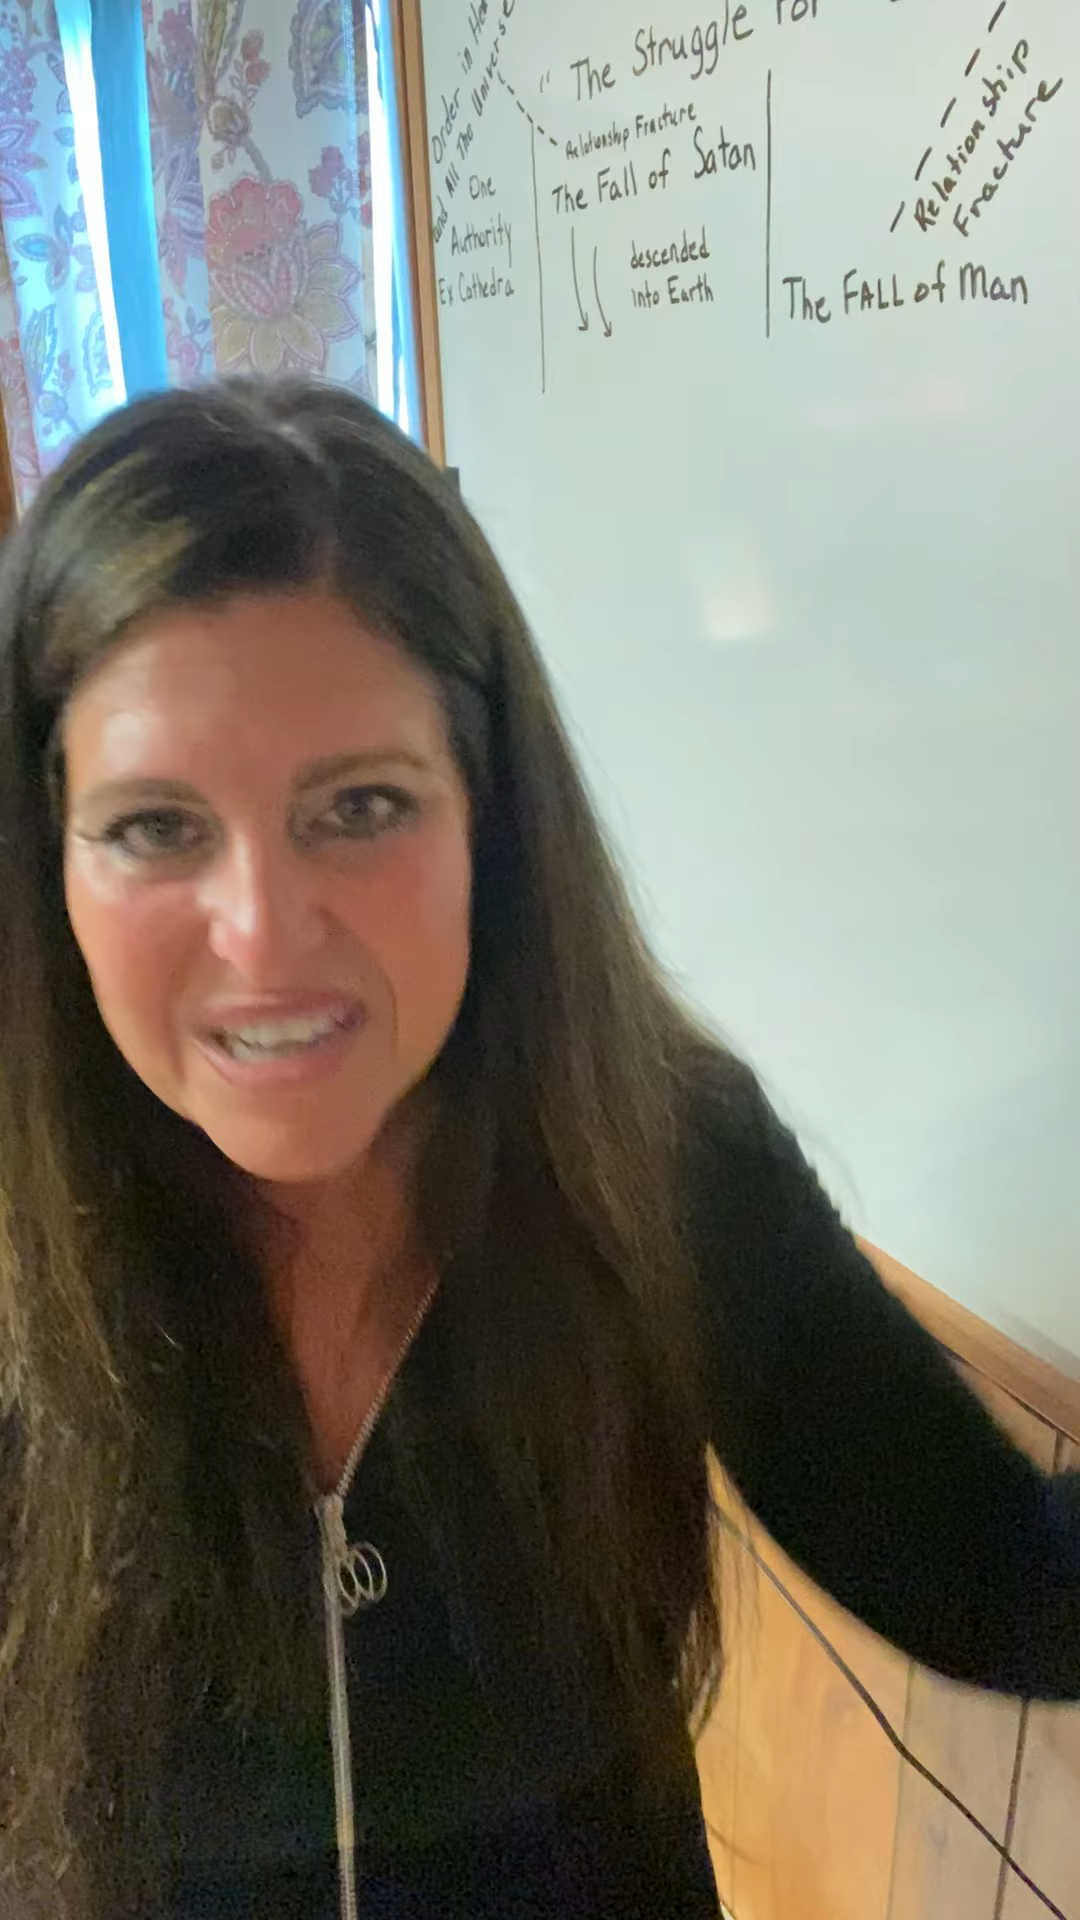 " The Struggle For
Order in
and All The Universe
One
Authority
Ex Cathedra
Relationship Fracture
The Fall of Satan
descended
into Earth
Relationship
Fracture
The FALL of Man